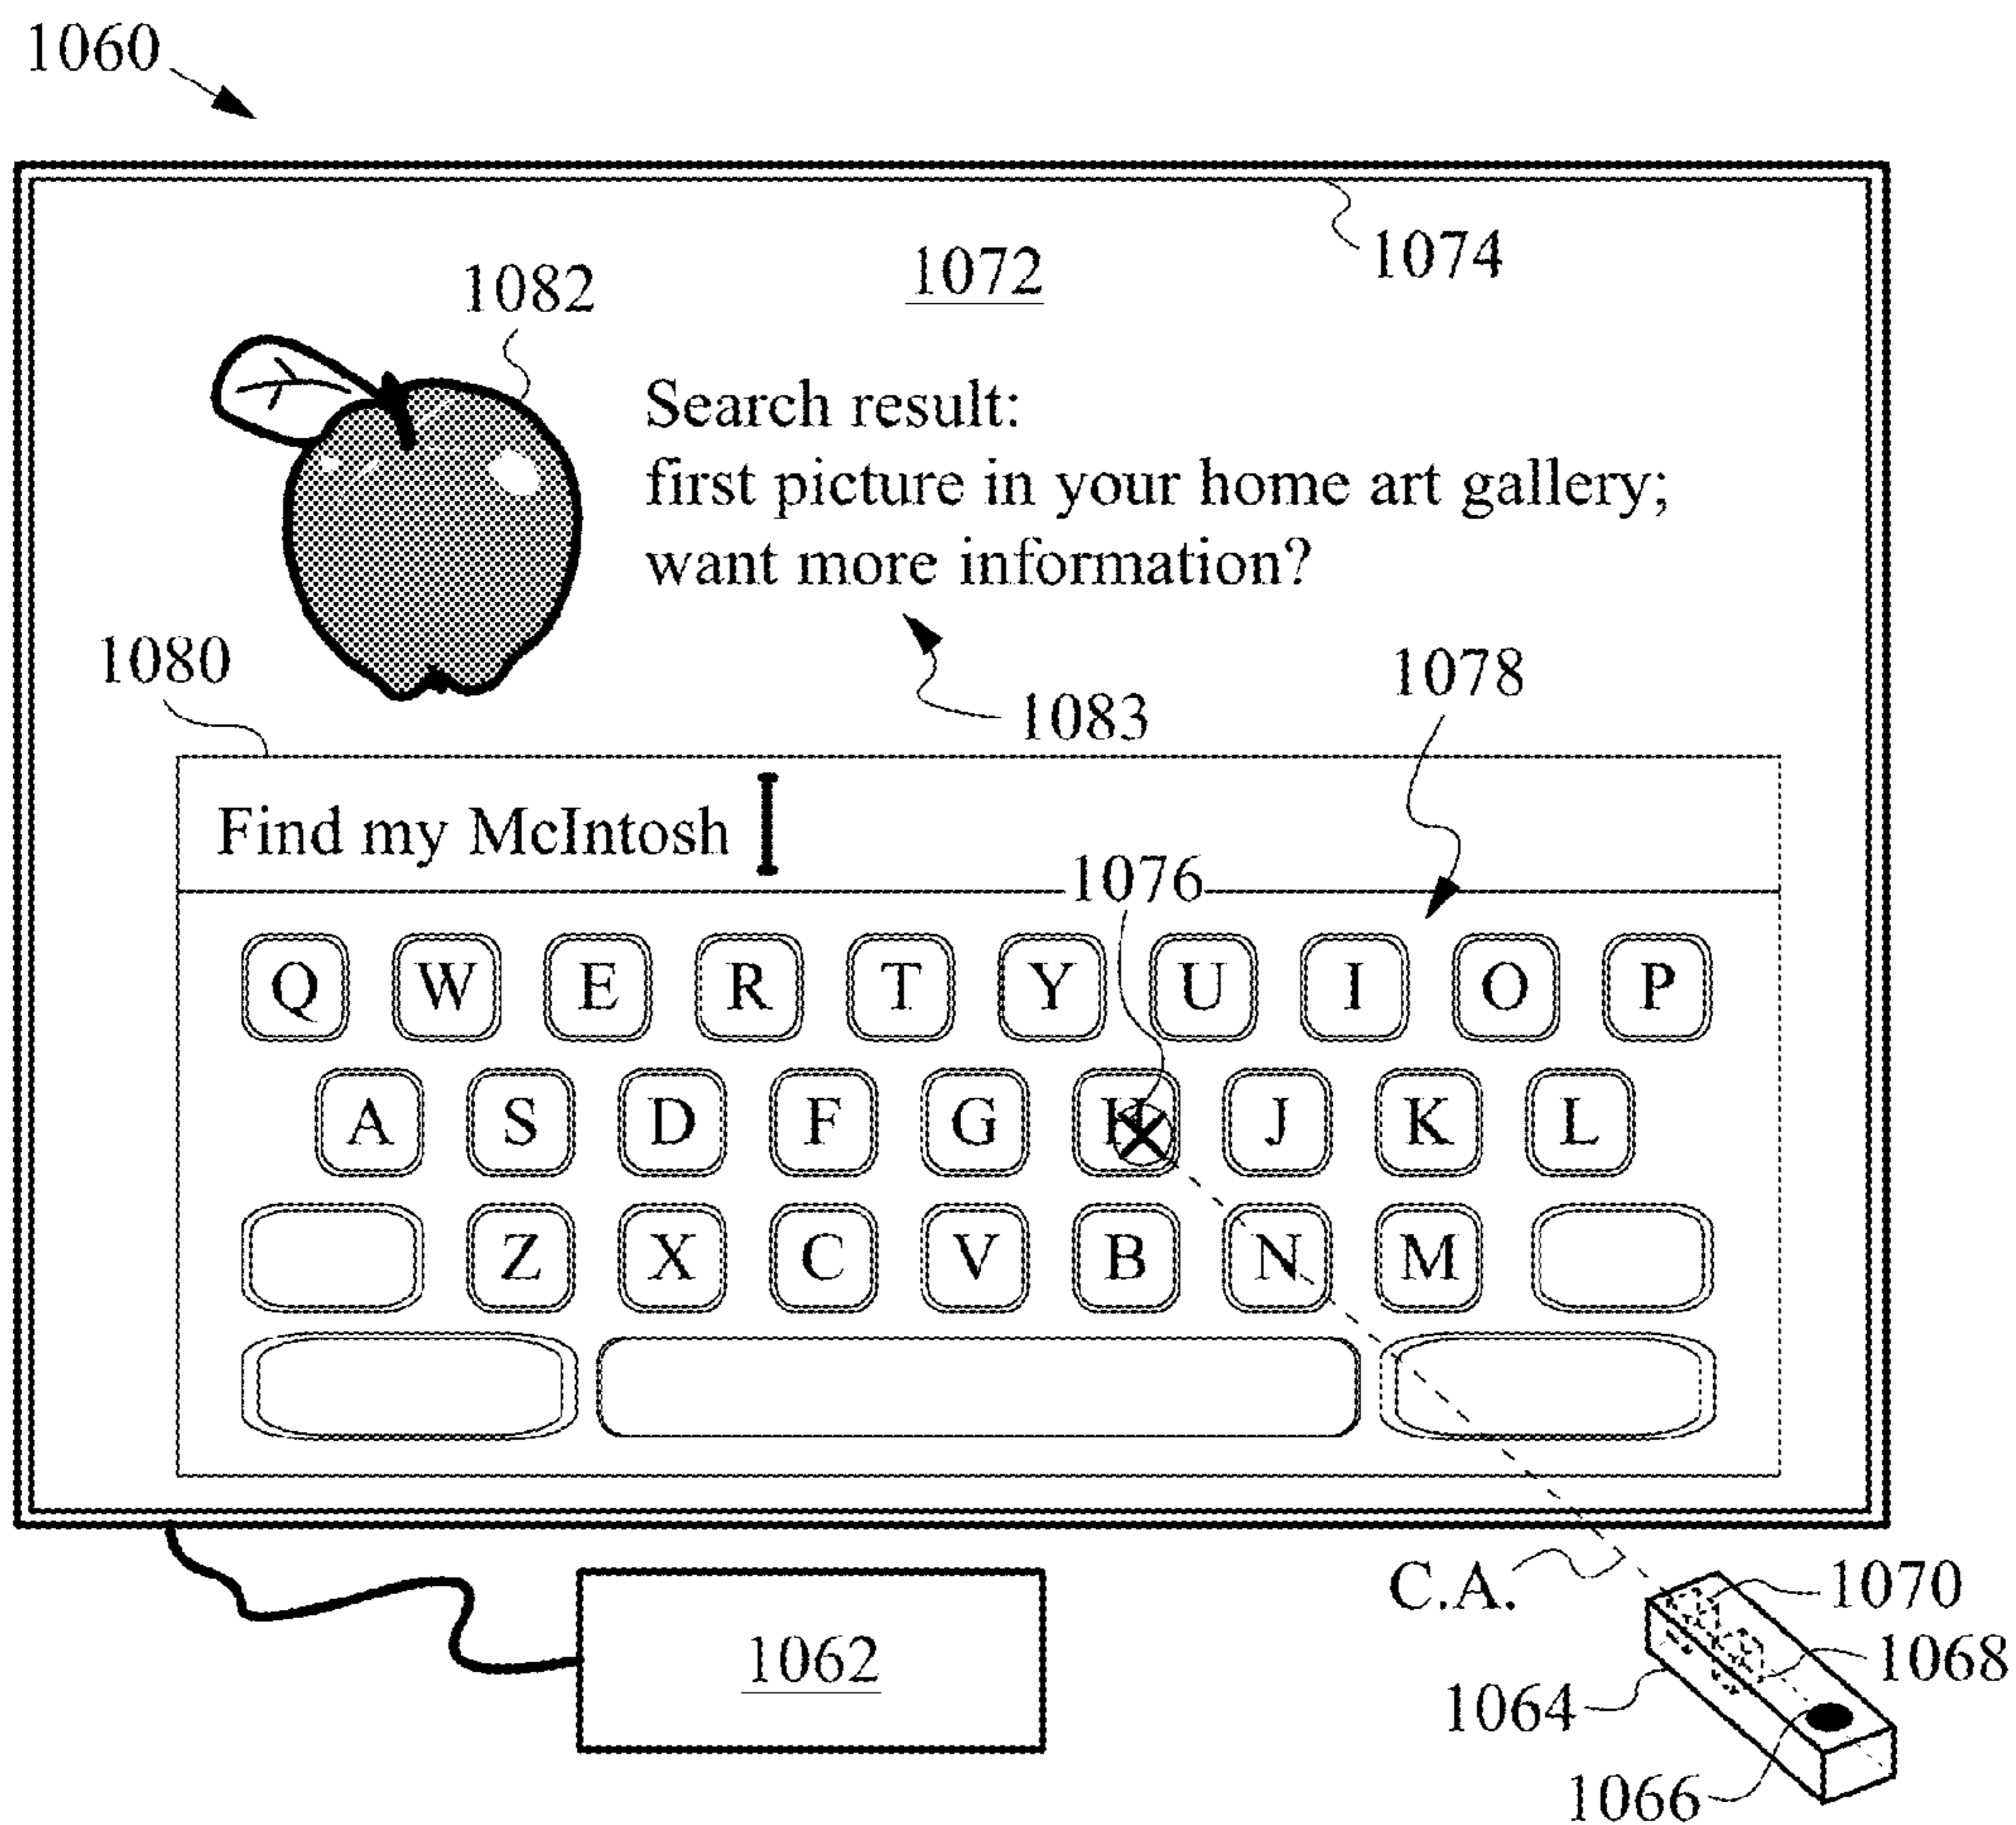 1060
1074
1072
1082
Search result:
first picture in your home art gallery;
want more information?
1080
1078
1083
Find my McIntosh
1076
Q W E R T Y U I O P
A S D F G H J K L
Z X C V B N M
C.A.
1070
1062
1068
1064
1066